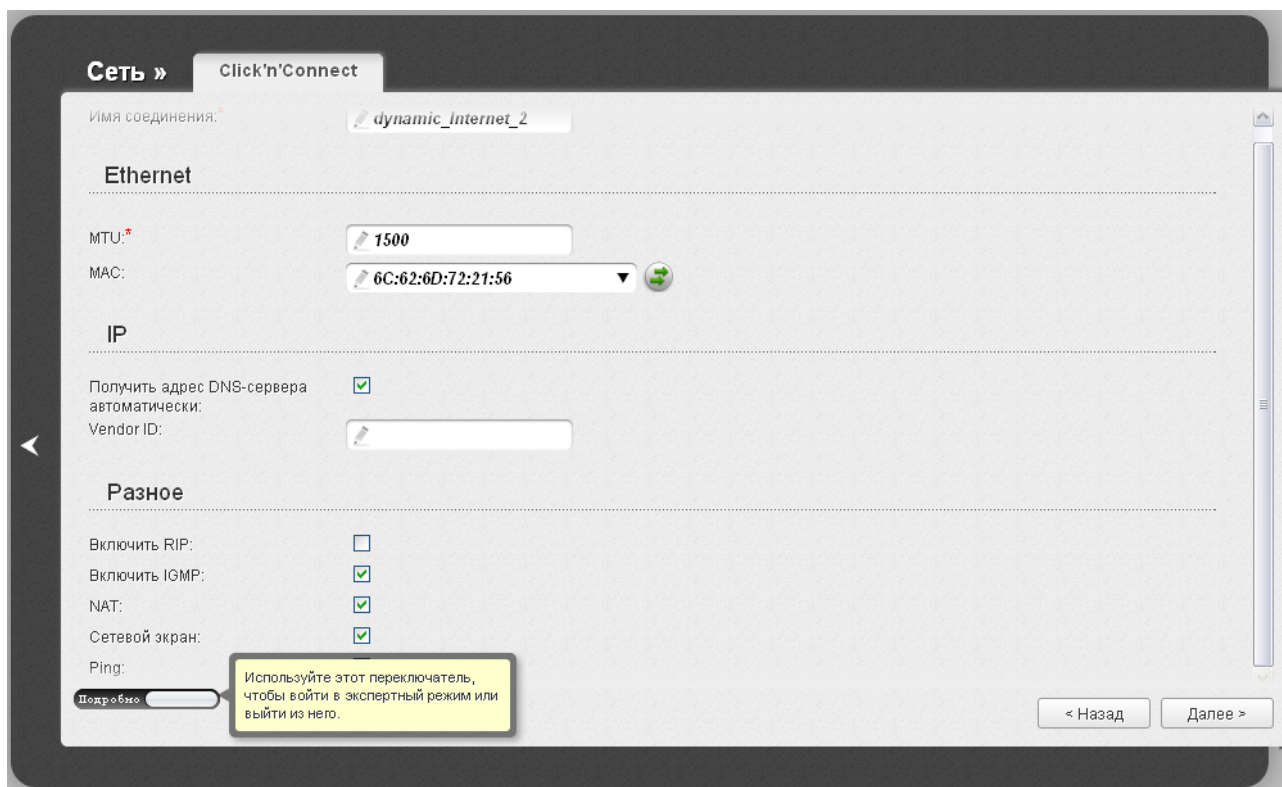 Сеть »
Click'n'Connect
Имя соединения:*
dynamic_Internet_2
Ethernet
MTU:*
1500
MAC:
6C:62:6D:72:21:56
IP
Получить адрес DNS-сервера
автоматически:
Vendor ID:
Разное
Включить RIP:
Включить IGMP:
NAT:
Сетевой экран:
Ping:
Подробно
Используйте этот переключатель,
чтобы войти в экспертный режим или
выйти из него.
< Назад
Далее >